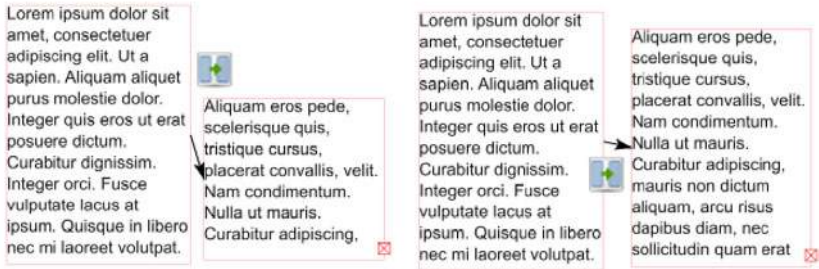 Lorem ipsum dolor sit
amet, consectetuer
adipiscing elit. Ut a
sapien. Aliquam aliquet
purus molestie dolor.
Integer quis eros ut erat
posuere dictum.
Curabitur dignissim.
Integer orci. Fusce
vulputate lacus at
ipsum. Quisque in libero
nec mi laoreet volutpat.
Aliquam eros pede,
scelerisque quis,
tristique cursus,
placerat convallis, velit.
Nam condimentum.
Nulla ut mauris.
Curabitur adipiscing,
Lorem ipsum dolor sit
amet, consectetuer
adipiscing elit. Ut a
sapien. Aliquam aliquet
purus molestie dolor.
Integer quis eros ut erat
posuere dictum.
Curabitur dignissim.
Integer orci. Fusce
vulputate lacus at
ipsum. Quisque in libero
nec mi laoreet volutpat.
Aliquam eros pede,
scelerisque quis,
tristique cursus,
placerat convallis, velit.
Nam condimentum.
Nulla ut mauris.
Curabitur adipiscing,
mauris non dictum
aliquam, arcu risus
dapibus diam, nec
sollicitudin quam erat